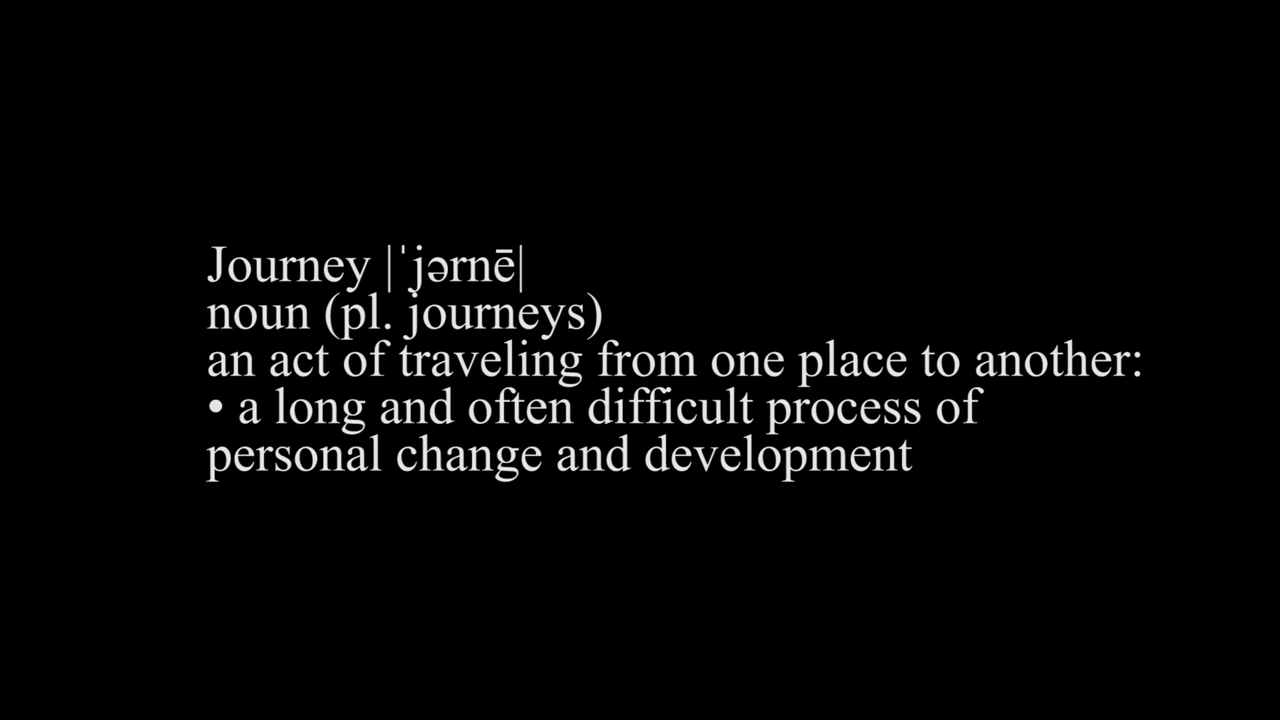 Journey |ˈjərnē|
noun (pl. journeys)
an act of traveling from one place to another:
• a long and often difficult process of
personal change and development